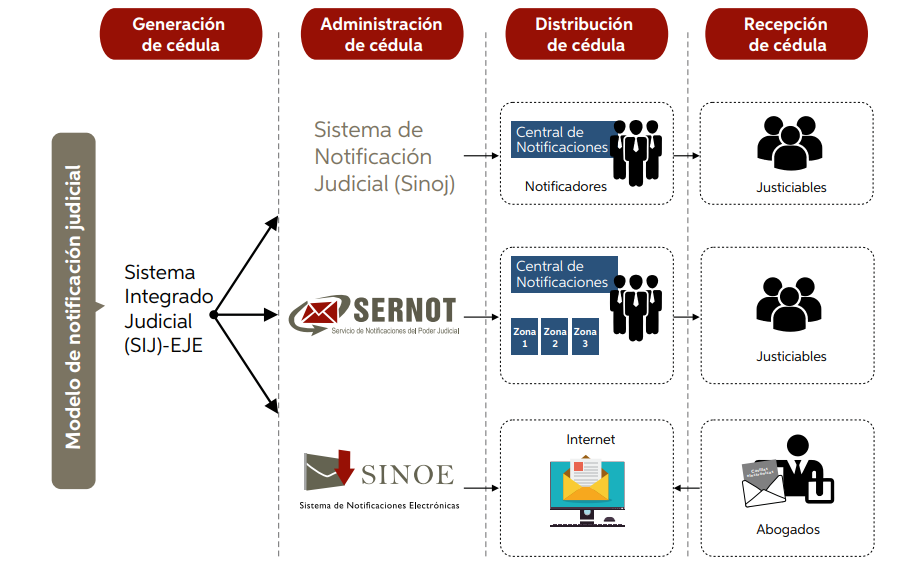 Generación
de cédula
Administración
de cédula
Distribución
de cédula
Recepción
de cédula
Modelo de notificación judicial
Sistema
Integrado
Judicial
(SIJ)-EJE
Sistema de
Notificación
Judicial (Sinoj)
Central de
Notificaciones
Notificadores
Justiciables
SERNOT
Servicio de Notificaciones del Poder Judicial
Central de
Notificaciones
Zona
1
Zona
2
Zona
3
Justiciables
SINOE
Sistema de Notificaciones Electrónicas
Internet
Abogados